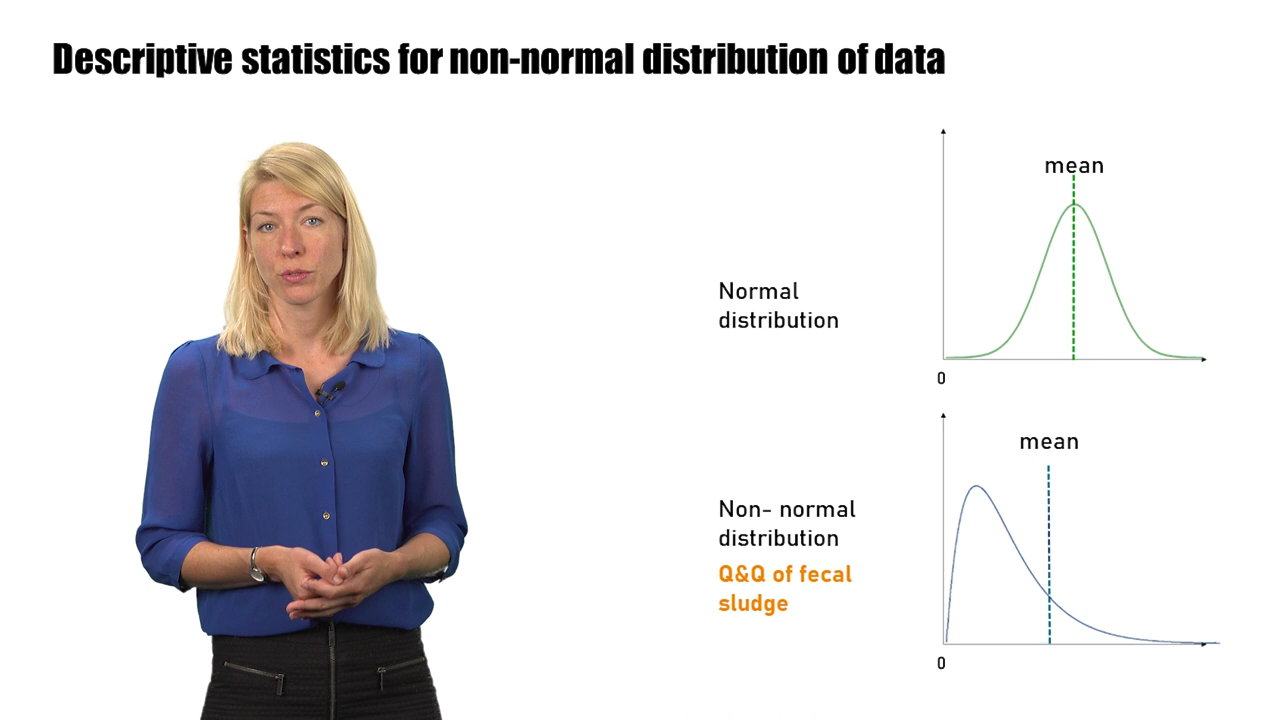 Descriptive statistics for non-normal distribution of data
mean
Normal
distribution
0
mean
Non- normal
distribution
Q&Q of fecal
sludge
0